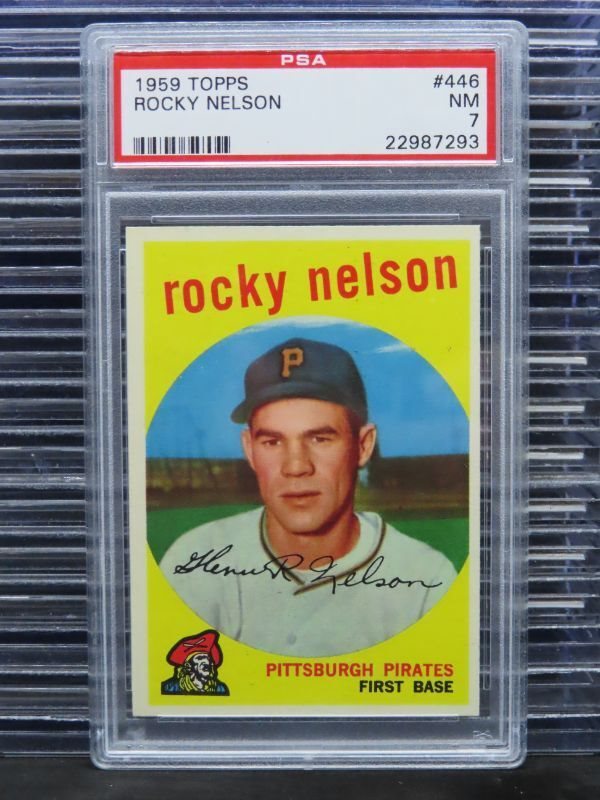 PSA
1959 TOPPS #446
ROCKY NELSON NM
7
22987293
rocky nelson
P
Glenn R. Nelson
PITTSBURGH PIRATES
FIRST BASE